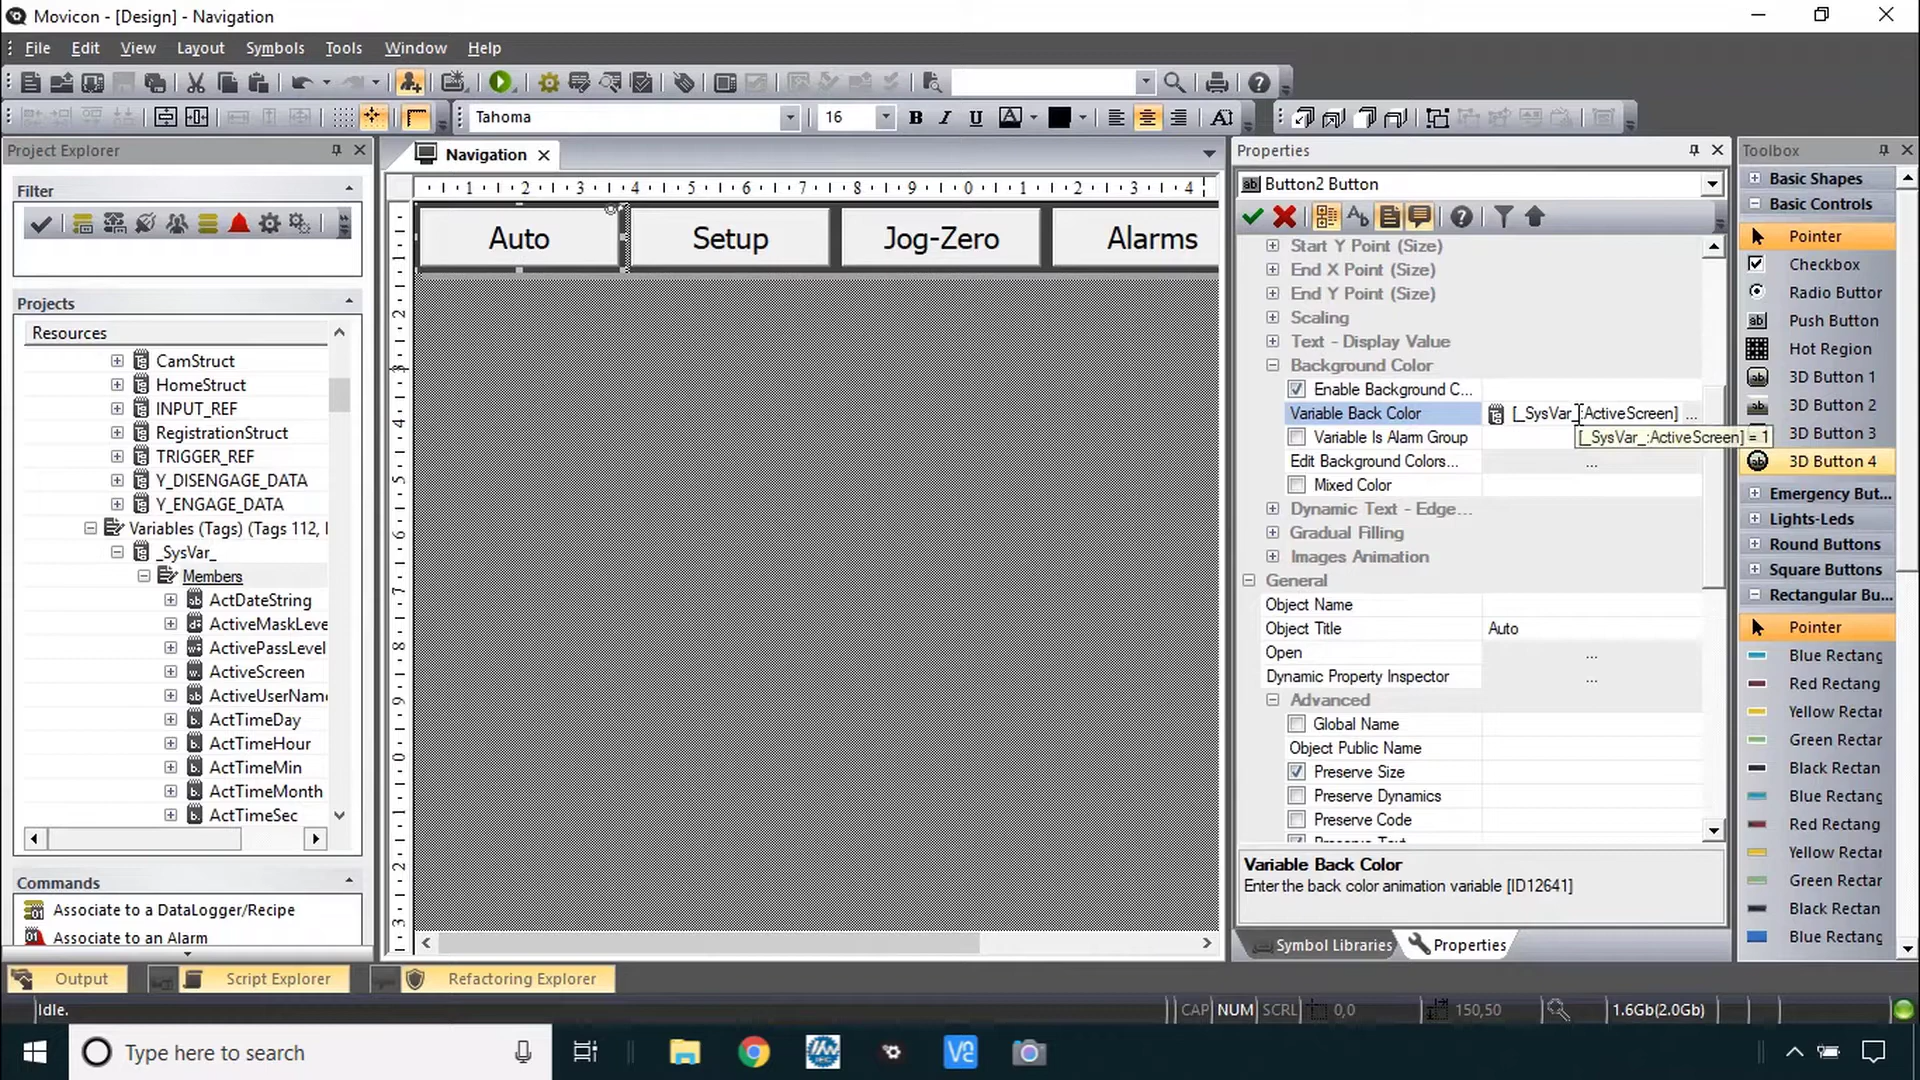 Movicon - [Design] - Navigation
File Edit View Layout Symbols Tools Window Help
Tahoma 16
Project Explorer
Filter
Projects
Resources
CamStruct
HomeStruct
INPUT_REF
RegistrationStruct
TRIGGER_REF
Y_DISENGAGE_DATA
Y_ENGAGE_DATA
Variables (Tags) (Tags 112, I
_SysVar_
Members
ActDateString
ActiveMaskLeve
ActivePassLevel
ActiveScreen
ActiveUserName
ActTimeDay
ActTimeHour
ActTimeMin
ActTimeMonth
ActTimeSec
Commands
Associate to a DataLogger/Recipe
Associate to an Alarm
Navigation
Auto Setup Jog-Zero Alarms
Properties
Button2 Button
Start Y Point (Size)
End X Point (Size)
End Y Point (Size)
Scaling
Text - Display Value
Background Color
Enable Background C...
Variable Back Color [_SysVar_:ActiveScreen] ...
Variable Is Alarm Group
[_SysVar_:ActiveScreen] = 1
Edit Background Colors... ...
Mixed Color
Dynamic Text - Edge...
Gradual Filling
Images Animation
General
Object Name
Object Title Auto
Open ...
Dynamic Property Inspector ...
Advanced
Global Name
Object Public Name
Preserve Size
Preserve Dynamics
Preserve Code
Preserve Text
Variable Back Color
Enter the back color animation variable [ID12641]
Symbol Libraries Properties
Toolbox
Basic Shapes
Basic Controls
Pointer
Checkbox
Radio Buttor
Push Button
Hot Region
3D Button 1
3D Button 2
3D Button 3
3D Button 4
Emergency But...
Lights-Leds
Round Buttons
Square Buttons
Rectangular Bu...
Pointer
Blue Rectang
Red Rectang
Yellow Rectar
Green Rectar
Black Rectan
Blue Rectang
Red Rectang
Yellow Rectar
Green Rectar
Black Rectan
Blue Rectang
Output Script Explorer Refactoring Explorer
Idle. CAP NUM SCRL 0,0 150,50 1.6Gb(2.0Gb)
Type here to search